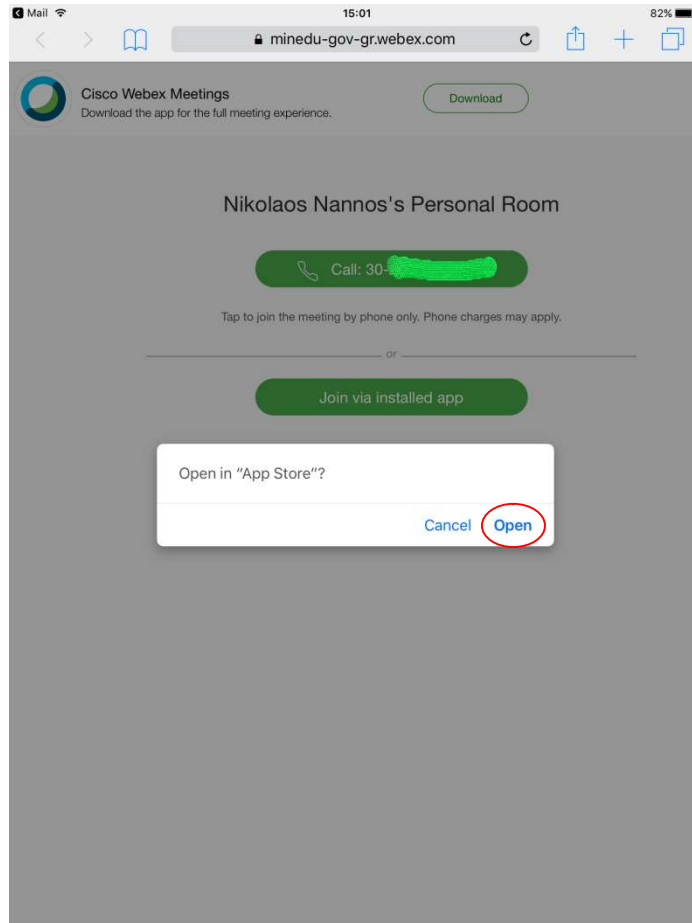 Mail 15:01 82%
minedu-gov-gr.webex.com
Cisco Webex Meetings
Download the app for the full meeting experience.
Download
Nikolaos Nannos's Personal Room
Call: 30-
Tap to join the meeting by phone only. Phone charges may apply.
or
Join via installed app
Open in “App Store”?
Cancel Open